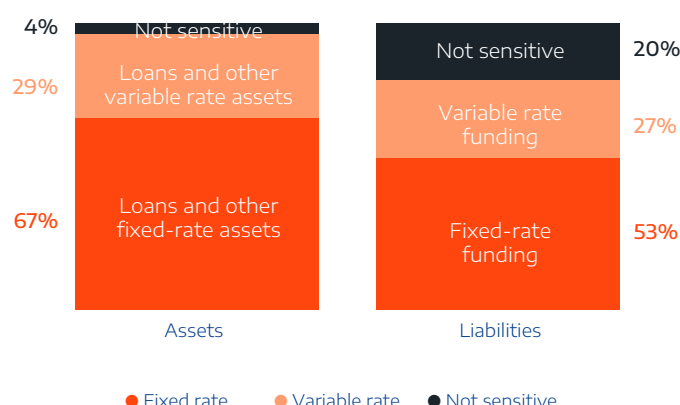 4%
Not sensitive
Loans and other
variable rate assets
29%
Loans and other
fixed-rate assets
67%
Assets
Not sensitive
20%
Variable rate
funding
27%
Fixed-rate
funding
53%
Liabilities
Fixed rate
Variable rate
Not sensitive